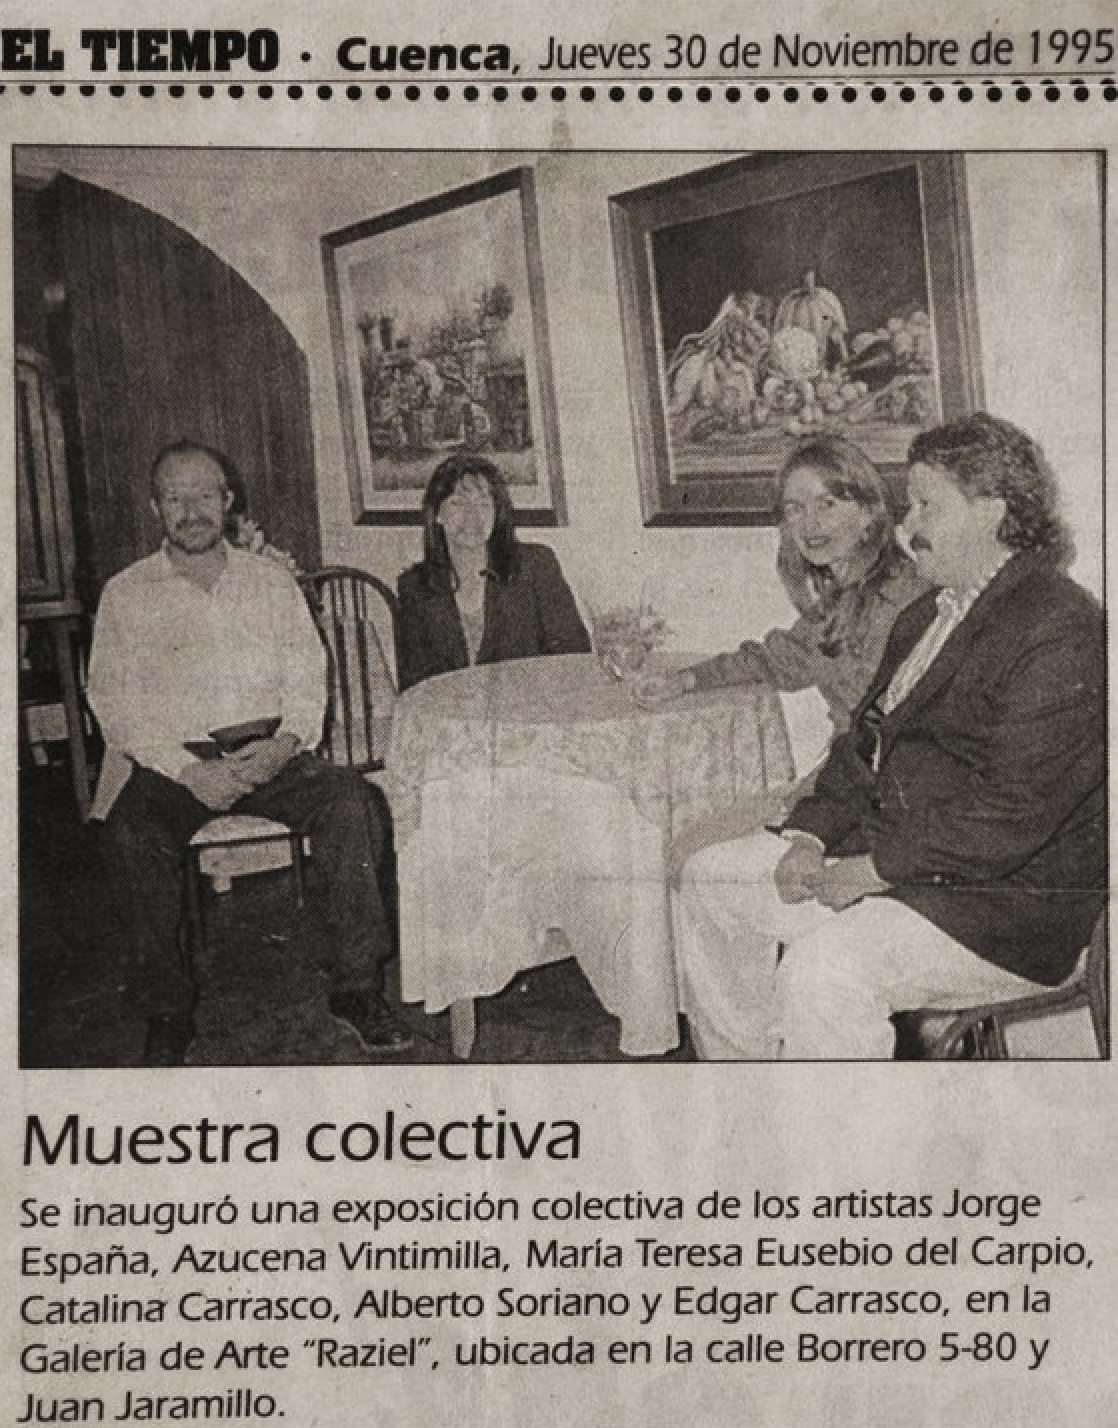 EL TIEMPO · Cuenca, Jueves 30 de Noviembre de 1995
Muestra colectiva
Se inauguró una exposición colectiva de los artistas Jorge
España, Azucena Vintimilla, María Teresa Eusebio del Carpio,
Catalina Carrasco, Alberto Soriano y Edgar Carrasco, en la
Galería de Arte “Raziel”, ubicada en la calle Borrero 5-80 y
Juan Jaramillo.